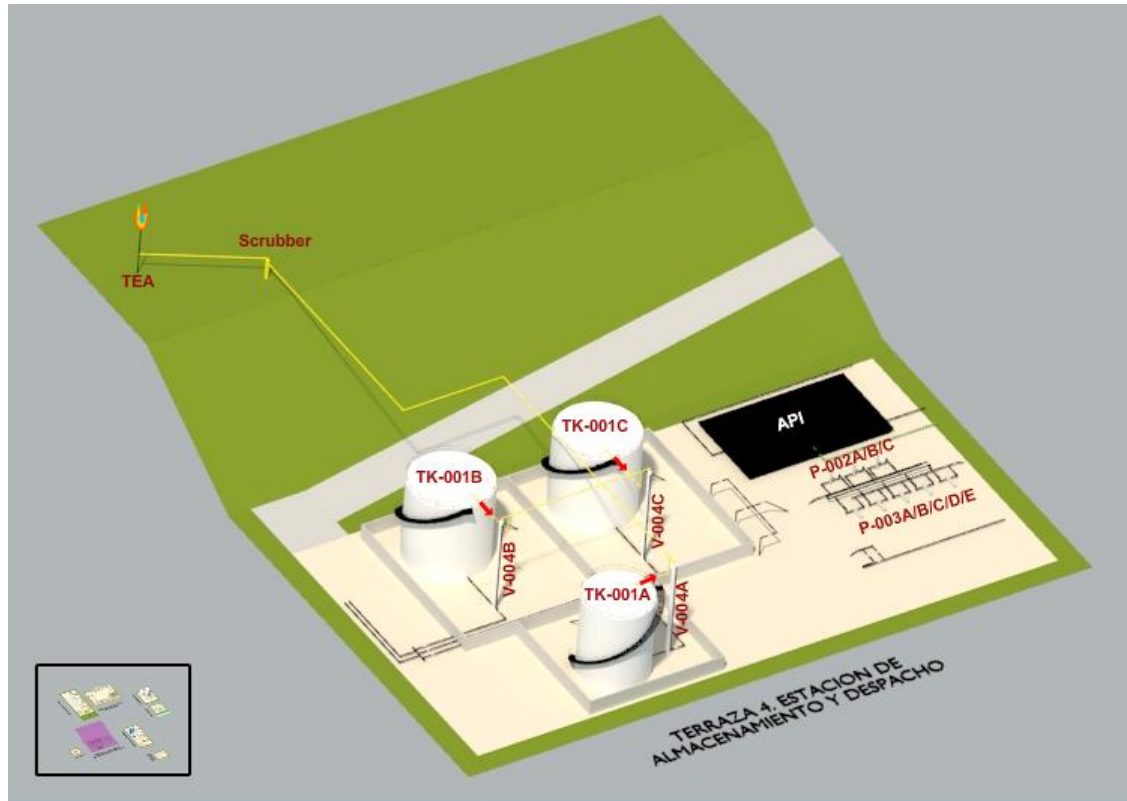 Scrubber
TEA
TK-001C
TK-001B
API
P-002A/B/C
P-003A/B/C/D/E
V-004C
V-004B
TK-001A
V-004A
TERRAZA 4. ESTACION DE
ALMACENAMIENTO Y DESPACHO